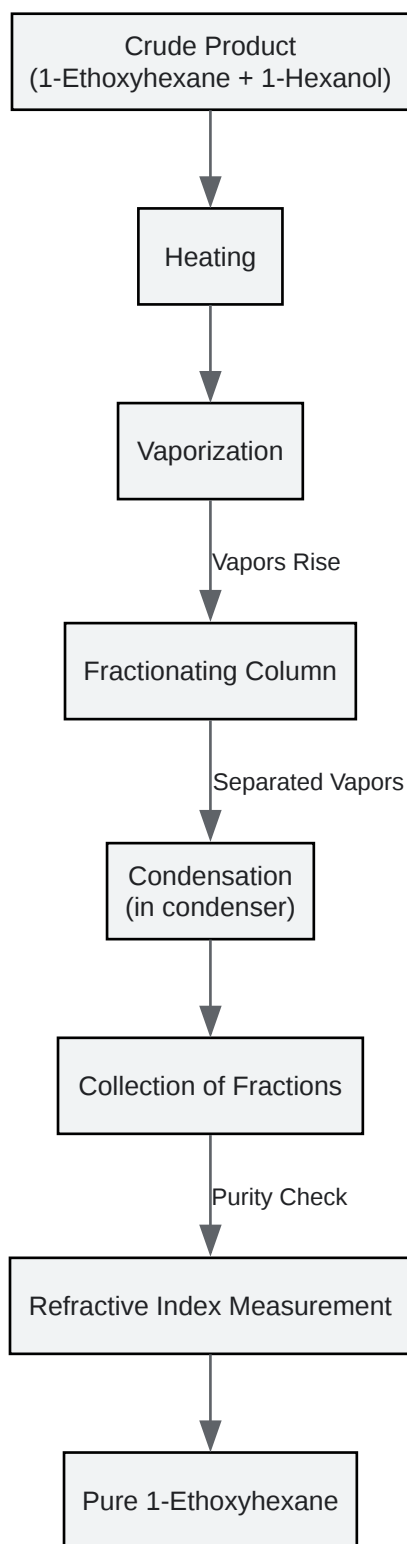 Crude Product
(1-Ethoxyhexane + 1-Hexanol)
Heating
Vaporization
Vapors Rise
Fractionating Column
Separated Vapors
Condensation
(in condenser)
Collection of Fractions
Purity Check
Refractive Index Measurement
Pure 1-Ethoxyhexane